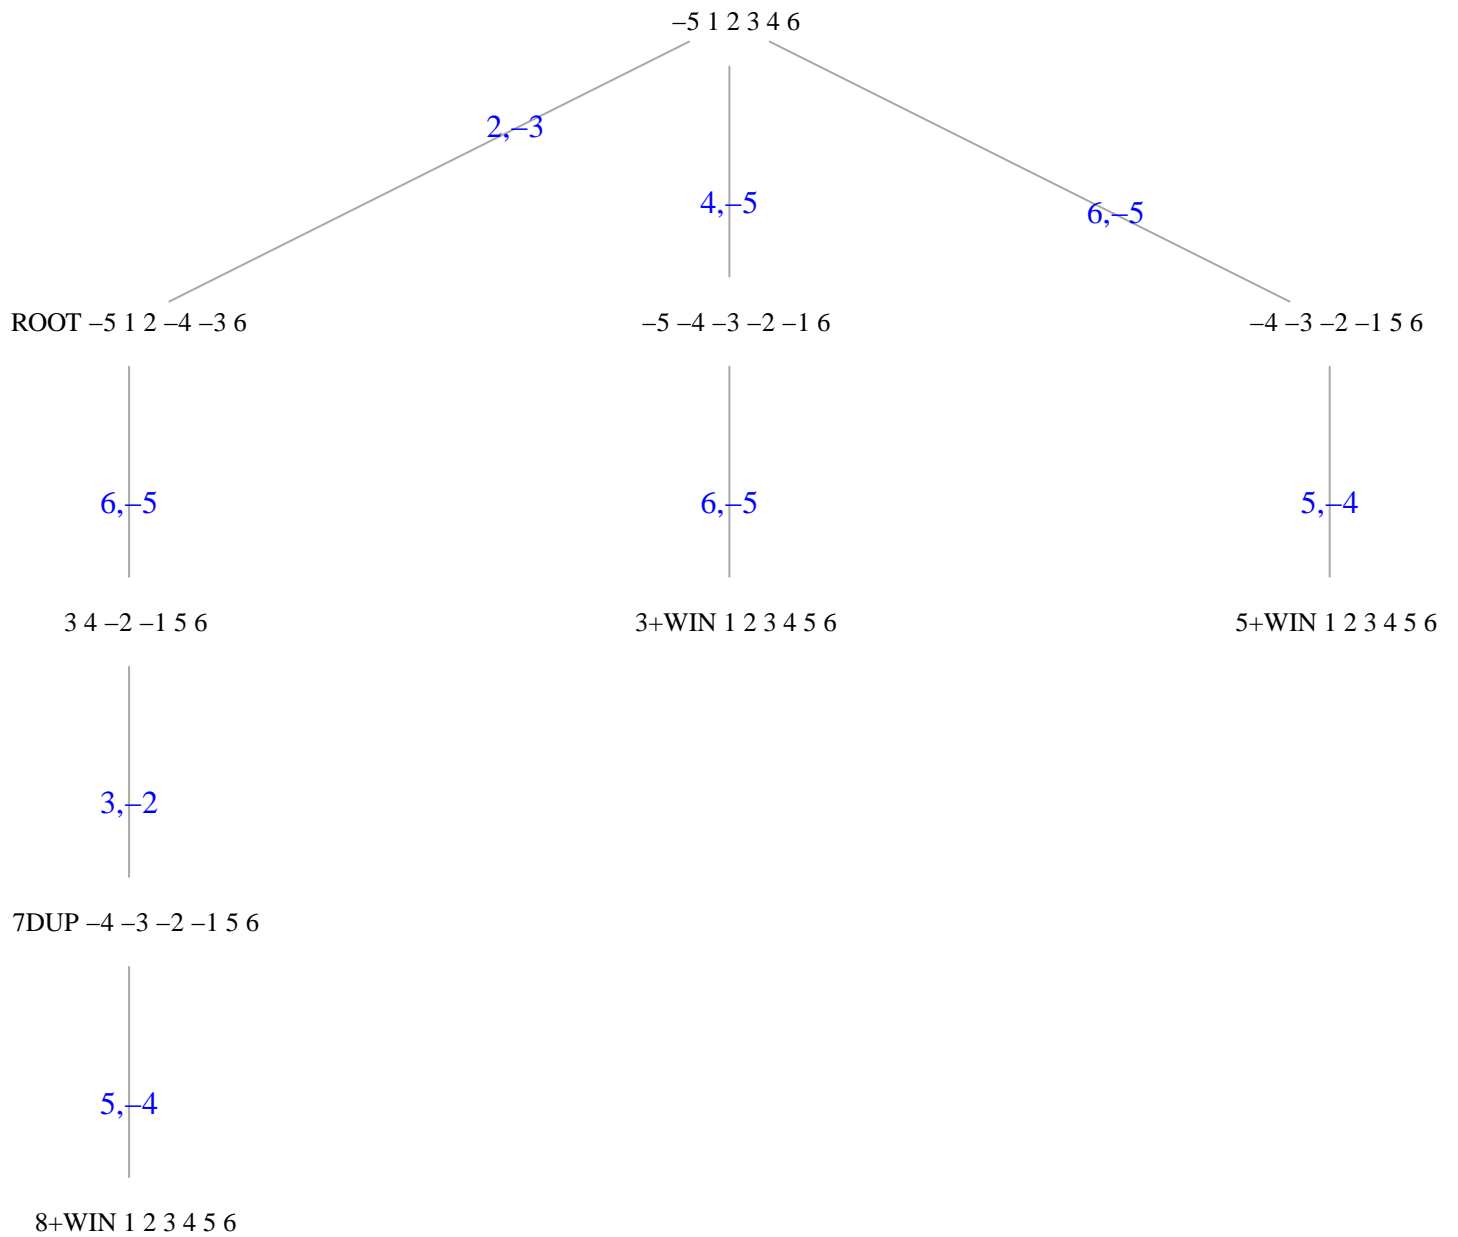 –5 1 2 3 4 6
2,–3
4,–5
6,–5
ROOT –5 1 2 –4 –3 6
–5 –4 –3 –2 –1 6
–4 –3 –2 –1 5 6
6,–5
6,–5
5,–4
3 4 –2 –1 5 6
3+WIN 1 2 3 4 5 6
5+WIN 1 2 3 4 5 6
3,–2
7DUP –4 –3 –2 –1 5 6
5,–4
8+WIN 1 2 3 4 5 6